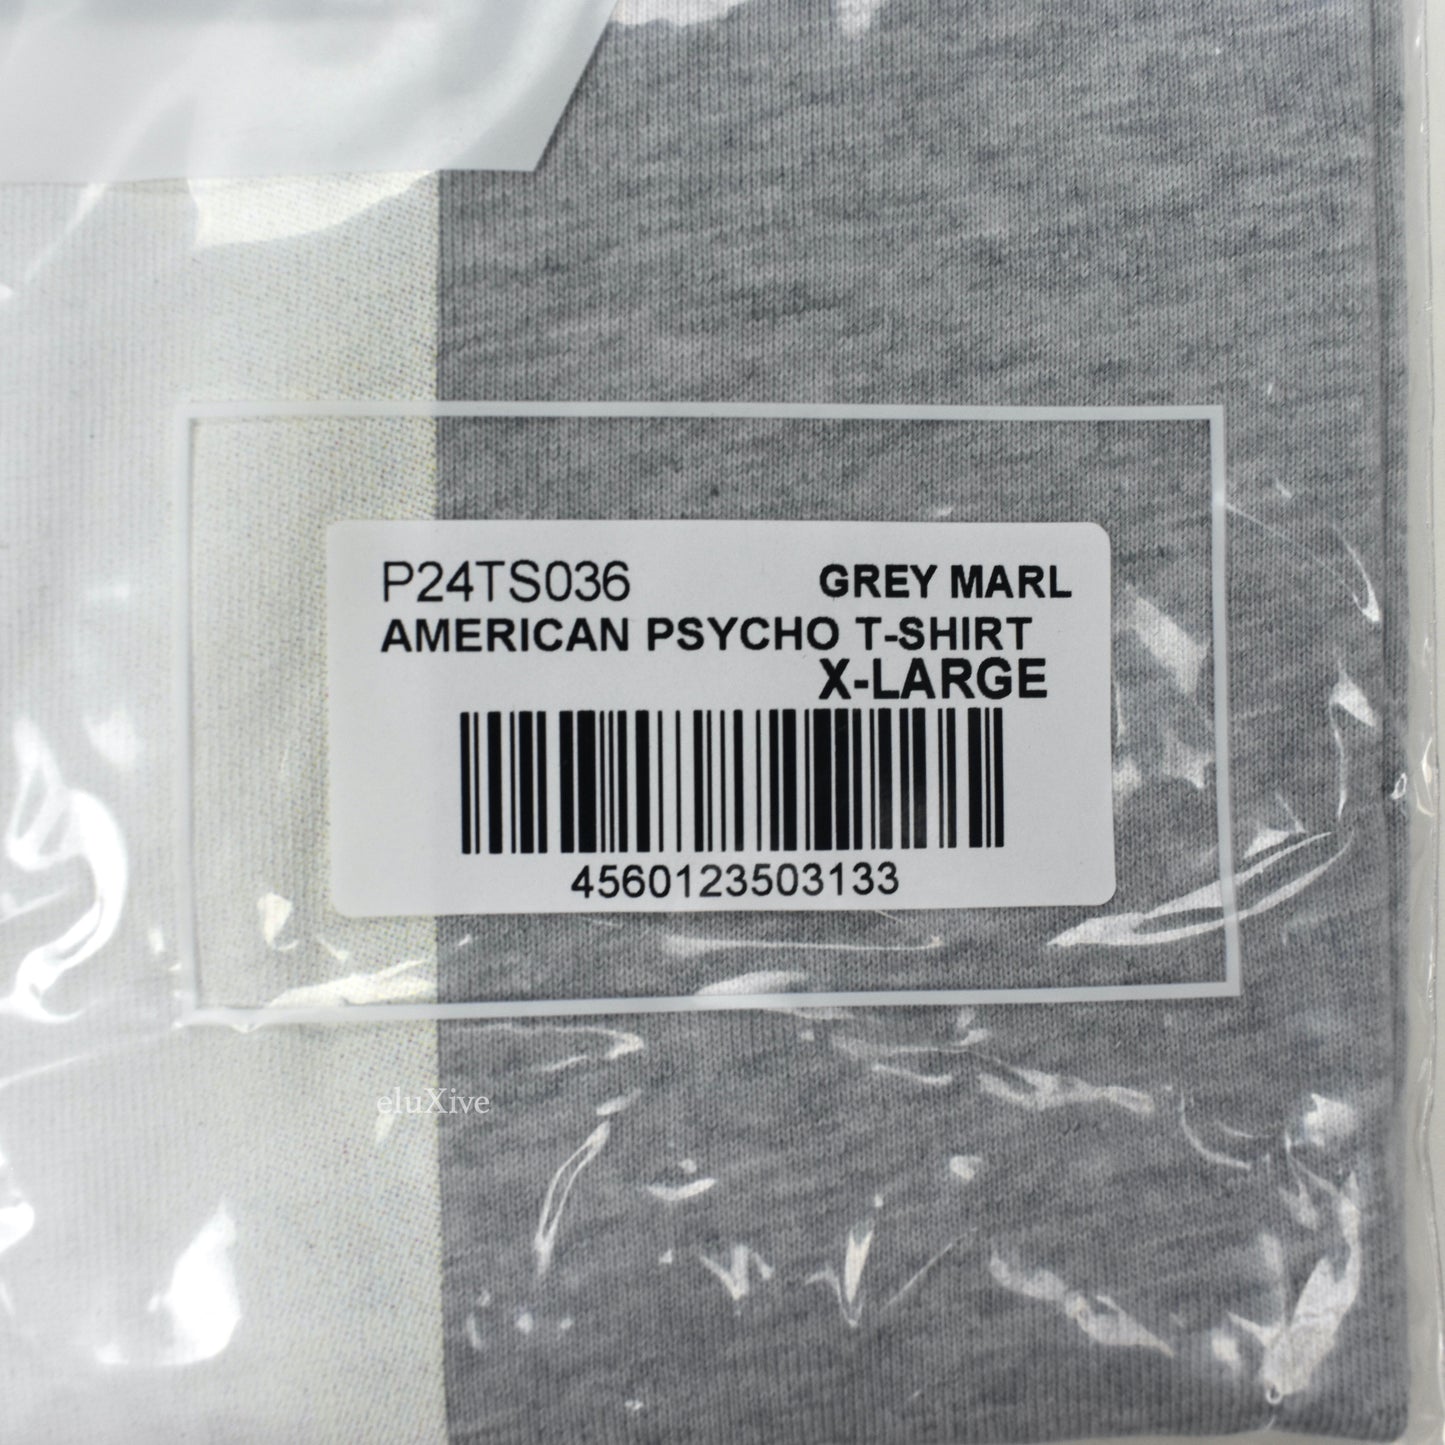 P24TS036 GREY MARL
AMERICAN PSYCHO T-SHIRT
X-LARGE
4560123503133
eluXive